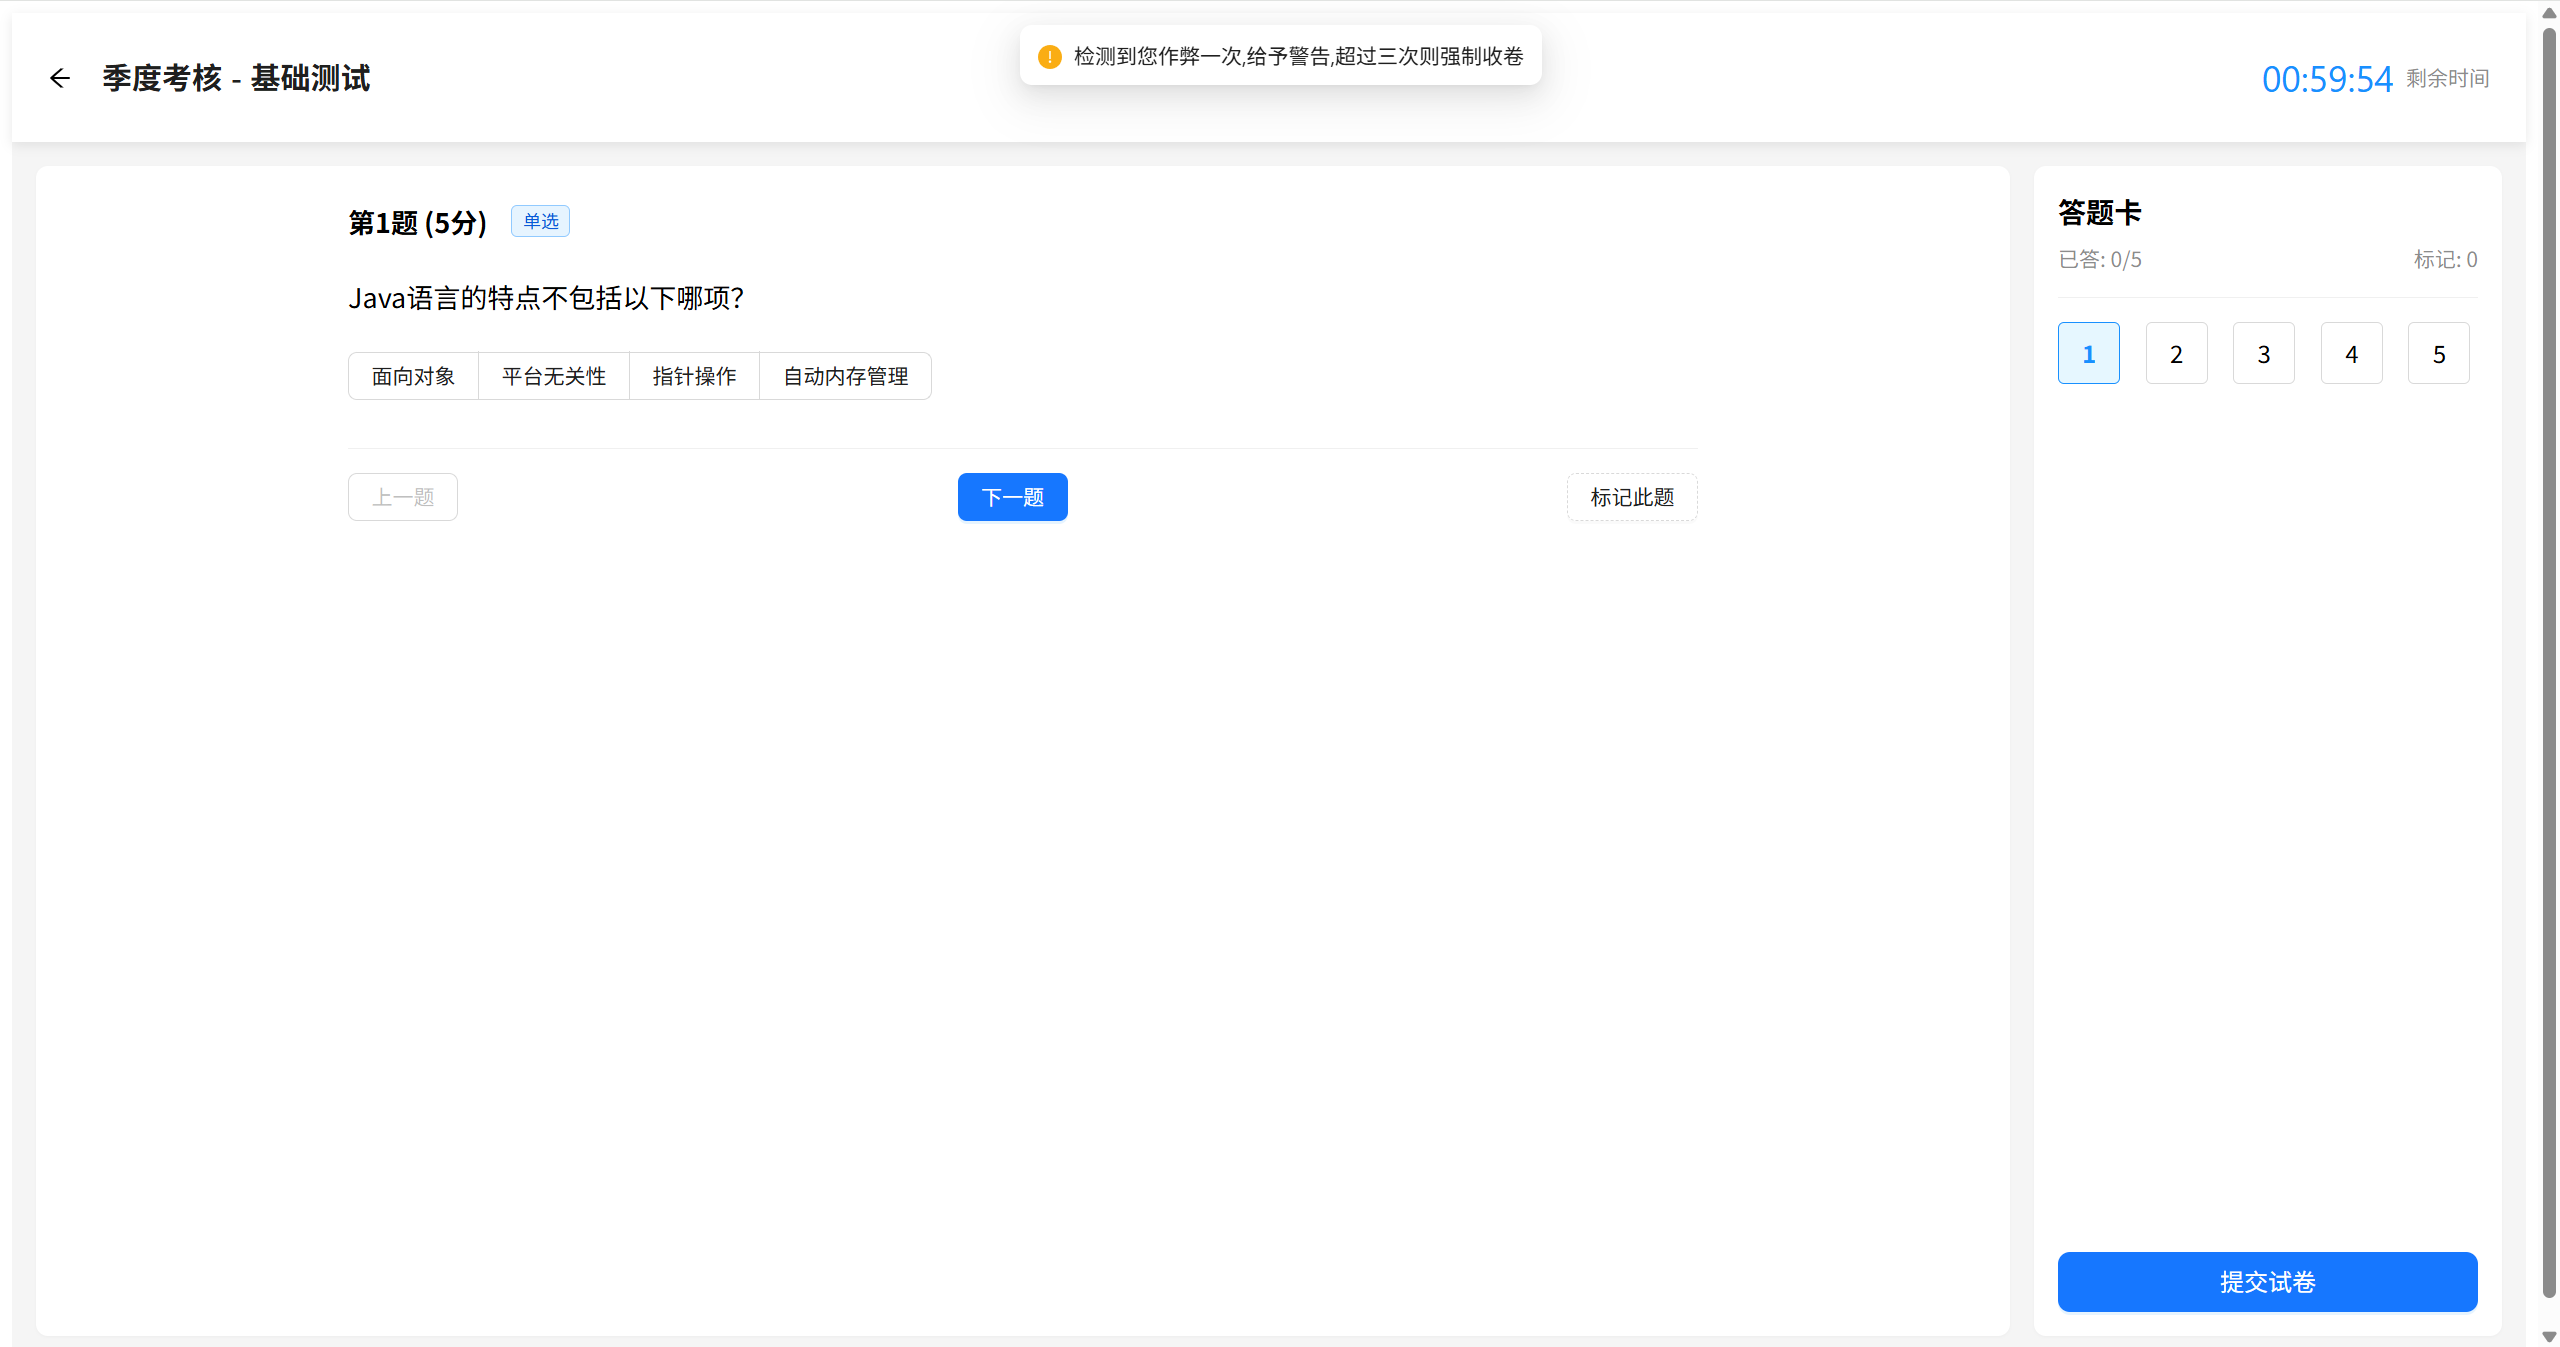 季度考核 - 基础测试
! 检测到您作弊一次,给予警告,超过三次则强制收卷
00:59:54 剩余时间
第1题 (5分) 单选
Java语言的特点不包括以下哪项？
面向对象 平台无关性 指针操作 自动内存管理
上一题 下一题 标记此题
答题卡
已答: 0/5 标记: 0
1 2 3 4 5
提交试卷